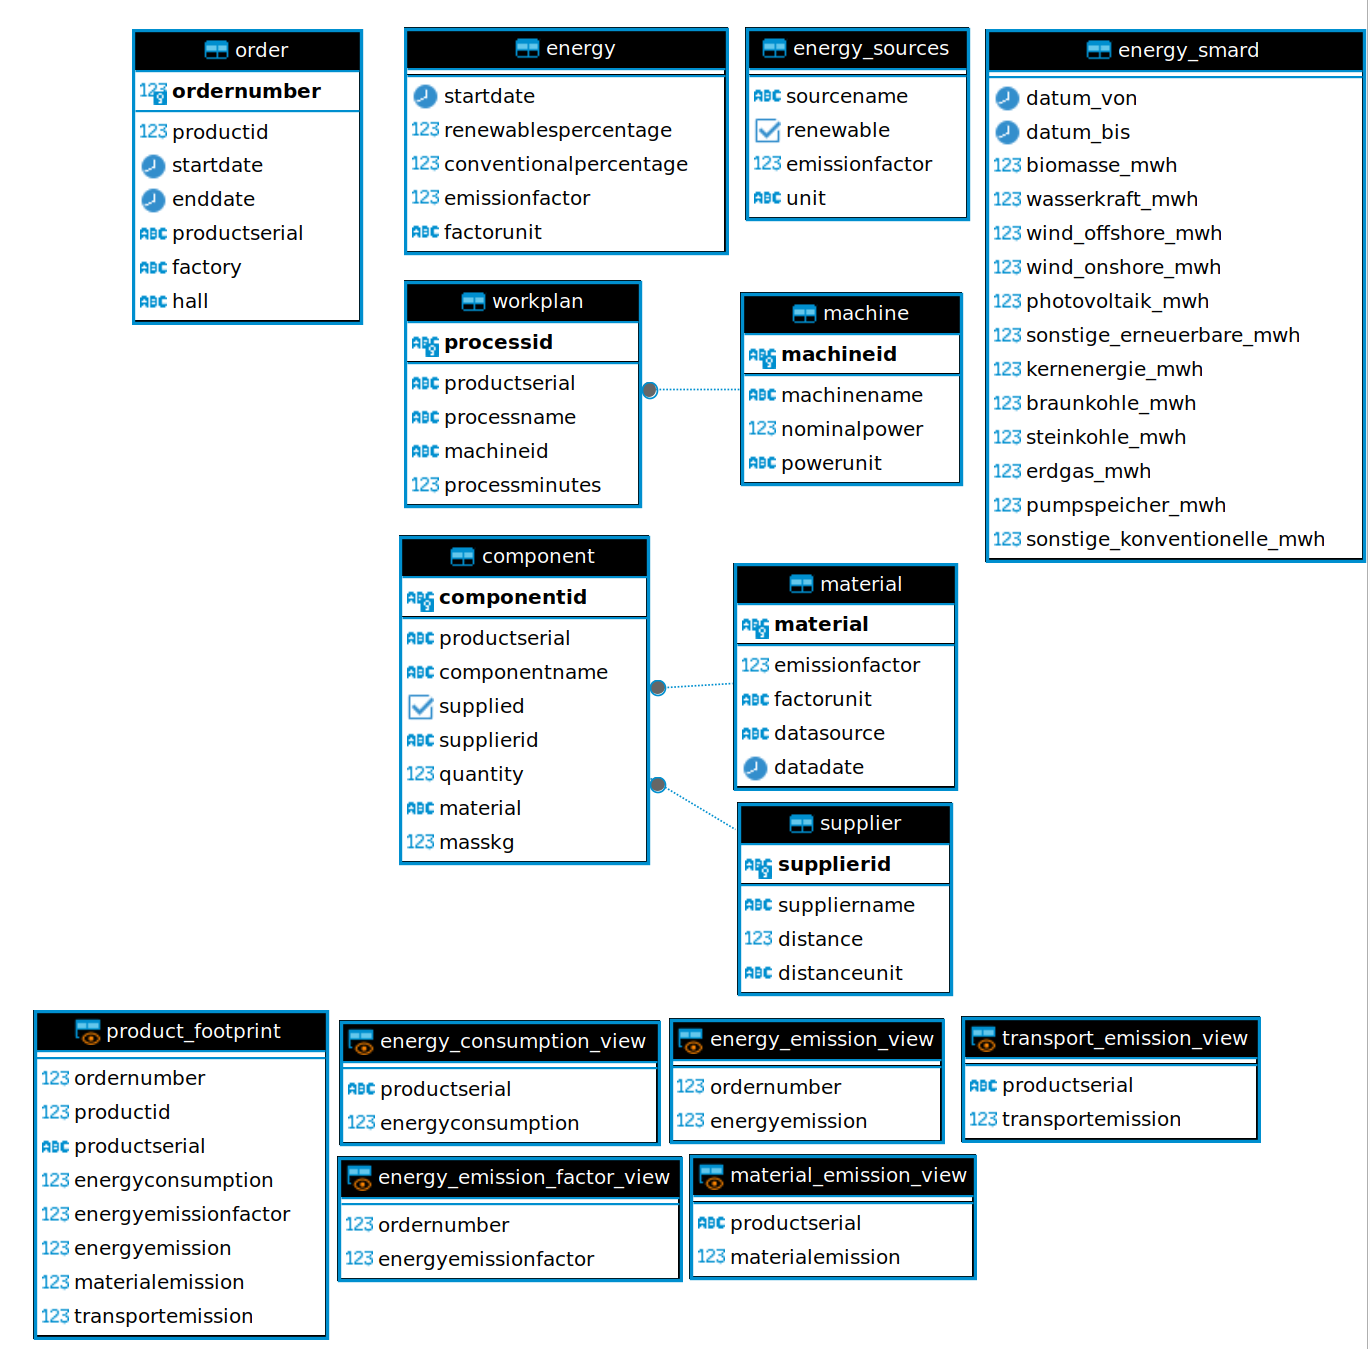 order
123 ordernumber
123 productid
startdate
enddate
ABC productserial
ABC factory
ABC hall
energy
startdate
123 renewablespercentage
123 conventionalpercentage
123 emissionfactor
ABC factorunit
energy_sources
ABC sourcename
renewable
123 emissionfactor
ABC unit
energy_smard
datum_von
datum_bis
123 biomasse_mwh
123 wasserkraft_mwh
123 wind_offshore_mwh
123 wind_onshore_mwh
123 photovoltaik_mwh
123 sonstige_erneuerbare_mwh
123 kernenergie_mwh
123 braunkohle_mwh
123 steinkohle_mwh
123 erdgas_mwh
123 pumpspeicher_mwh
123 sonstige_konventionelle_mwh
workplan
ABC processid
ABC productserial
ABC processname
ABC machineid
123 processminutes
machine
ABC machineid
ABC machinename
123 nominalpower
ABC powerunit
component
ABC componentid
ABC productserial
ABC componentname
supplied
ABC supplierid
123 quantity
ABC material
123 masskg
material
ABC material
123 emissionfactor
ABC factorunit
ABC datasource
datadate
supplier
ABC supplierid
ABC suppliername
123 distance
ABC distanceunit
product_footprint
123 ordernumber
123 productid
ABC productserial
123 energyconsumption
123 energyemissionfactor
123 energyemission
123 materialemission
123 transportemission
energy_consumption_view
ABC productserial
123 energyconsumption
energy_emission_view
123 ordernumber
123 energyemission
transport_emission_view
ABC productserial
123 transportemission
energy_emission_factor_view
123 ordernumber
123 energyemissionfactor
material_emission_view
ABC productserial
123 materialemission